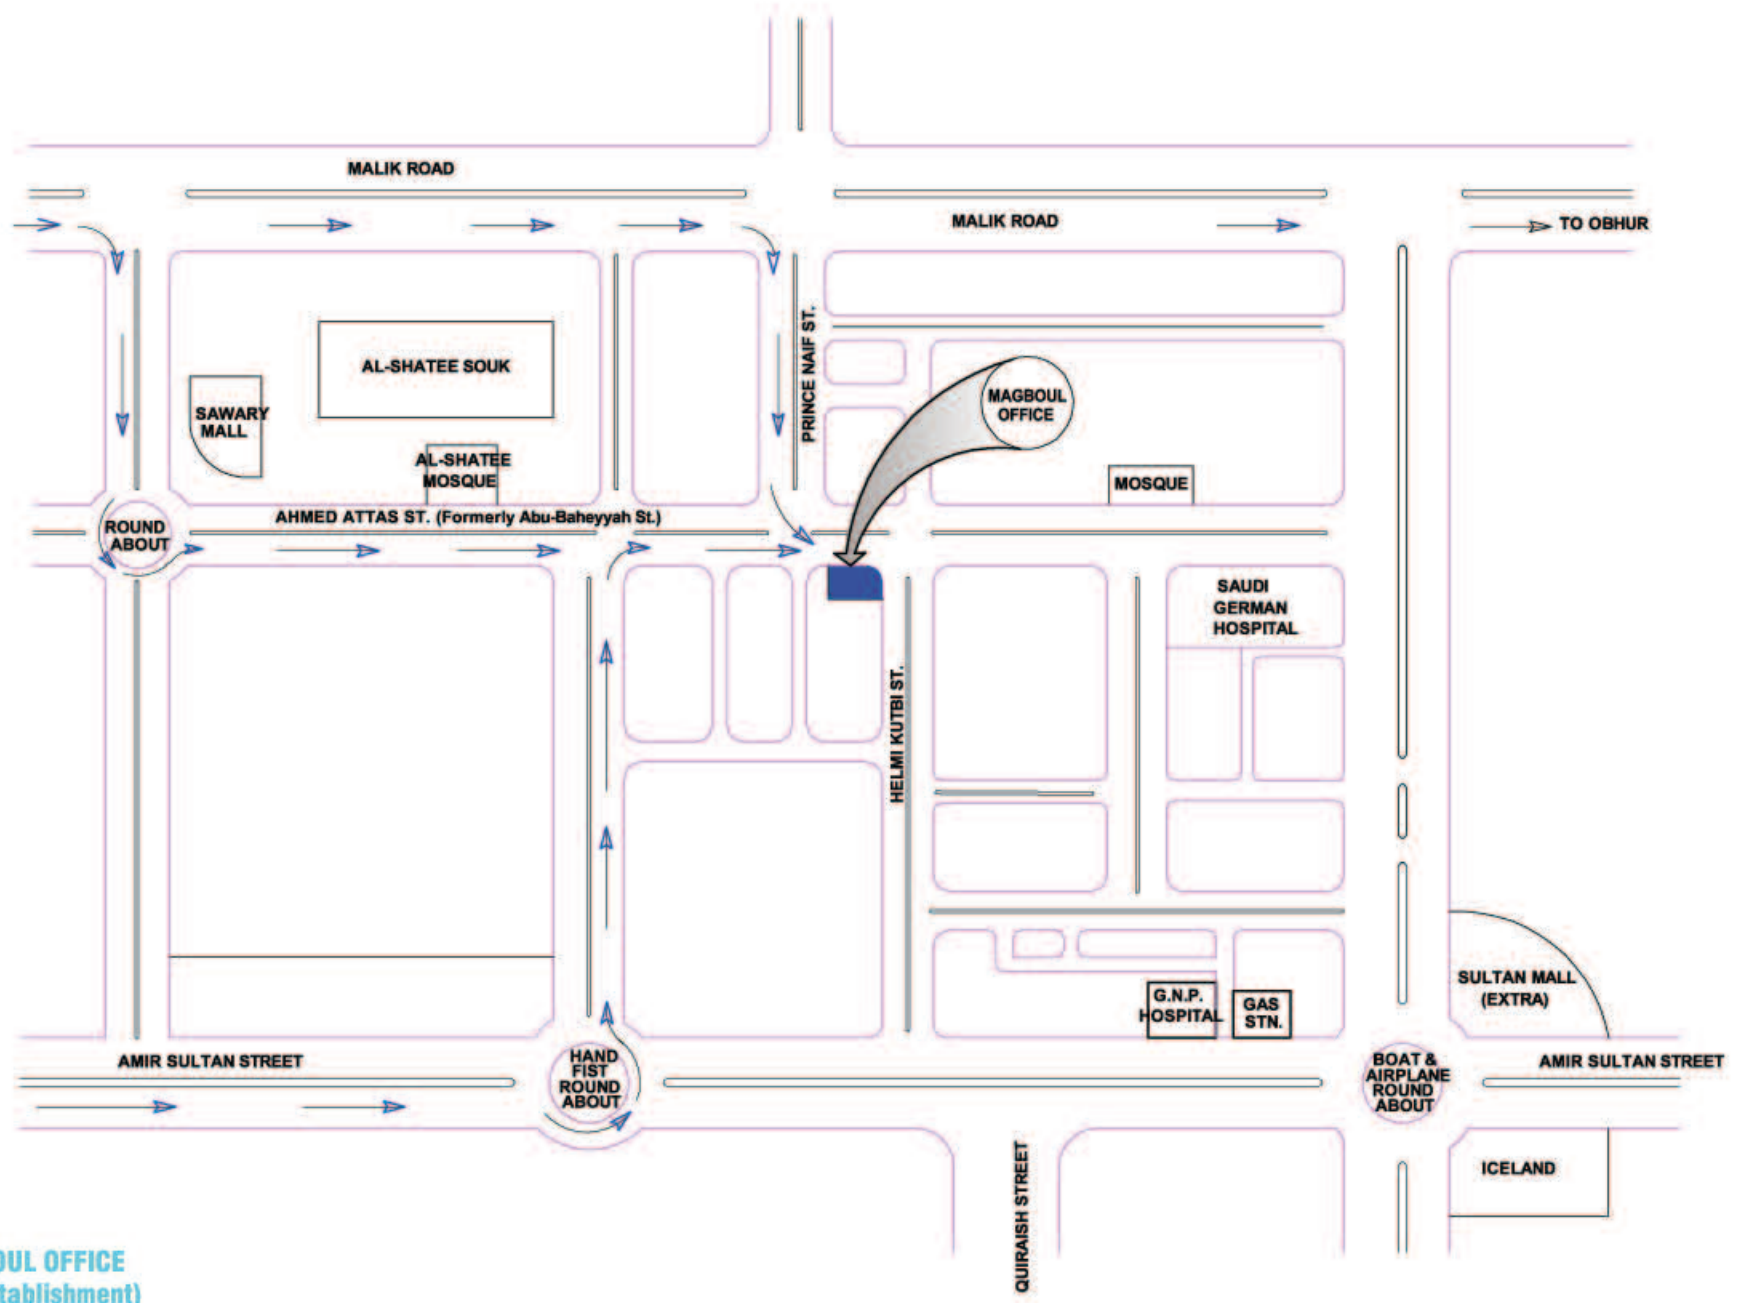 MALIK ROAD
MALIK ROAD
TO OBHUR
PRINCE NAIF ST.
AL-SHATEE SOUK
SAWARY
MALL
MAGBOUL
OFFICE
AL-SHATEE
MOSQUE
MOSQUE
AHMED ATTAS ST. (Formerly Abu-Baheyyah St.)
ROUND
ABOUT
SAUDI
GERMAN
HOSPITAL
HELMI KUTBI ST.
SULTAN MALL
(EXTRA)
G.N.P.
HOSPITAL
GAS
STN.
AMIR SULTAN STREET
HAND
FIST
ROUND
ABOUT
BOAT &
AIRPLANE
ROUND
ABOUT
AMIR SULTAN STREET
ICELAND
QUIRAISH STREET
OUL OFFICE
tablishment)